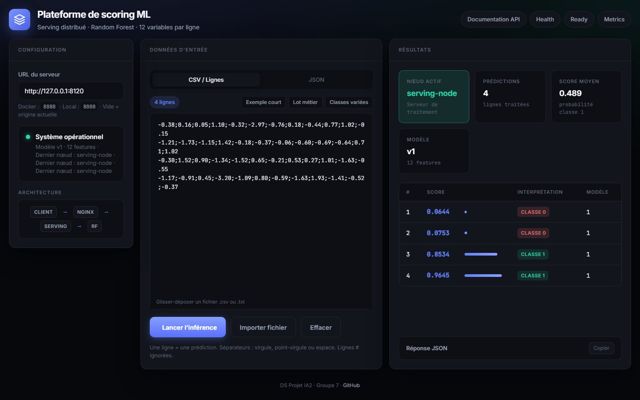 Plateforme de scoring ML
Serving distribué · Random Forest · 12 variables par ligne
Documentation API
Health
Ready
Metrics
CONFIGURATION
URL du serveur
http://127.0.0.1:8120
Docker : 8080 · Local : 8000 · Vide =
origine actuelle
Système opérationnel
Modèle v1 · 12 features ·
Dernier nœud : serving-node ·
Dernier nœud : serving-node ·
Dernier nœud : serving-node
ARCHITECTURE
CLIENT → NGINX →
SERVING → RF
DONNÉES D'ENTRÉE
CSV / Lignes
JSON
4 lignes
Exemple court
Lot métier
Classes variées
-0.38;0.16;0.05;1.10;-0.32;-2.97;-0.76;0.18;-0.44;0.77;1.02;-0
.15
-1.21;-1.73;-1.15;1.42;-0.18;-0.37;-0.06;-0.60;-0.69;-0.64;0.7
1;1.02
-0.30;1.52;0.90;-1.34;-1.52;0.65;-0.21;0.53;0.27;1.01;-1.63;-0
.55
-1.17;-0.91;0.45;-3.20;-1.09;0.80;-0.59;-1.63;1.93;-1.41;-0.52
;-0.37
Glisser-déposer un fichier .csv ou .txt
Lancer l'inférence
Importer fichier
Effacer
Une ligne = une prédiction. Séparateurs : virgule, point-virgule ou espace. Lignes #
ignorées.
RÉSULTATS
NŒUD ACTIF
serving-node
Serveur de
traitement
PRÉDICTIONS
4
lignes traitées
SCORE MOYEN
0.489
probabilité
classe 1
MODÈLE
v1
12 features
# SCORE INTERPRÉTATION MODÈLE
1 0.0644 CLASSE 0 1
2 0.0753 CLASSE 0 1
3 0.8534 CLASSE 1 1
4 0.9645 CLASSE 1 1
Réponse JSON
Copier
DS Projet IA2 · Groupe 7 · GitHub